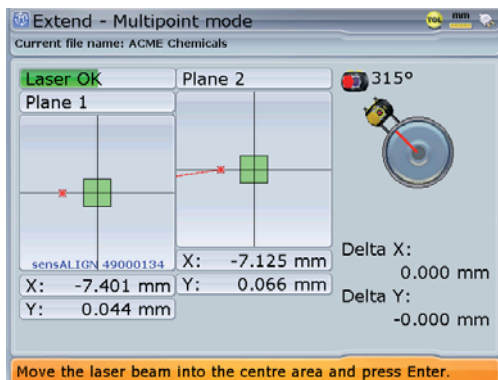 Extend - Multipoint mode
TOL mm
Current file name: ACME Chemicals
Laser OK
Plane 2
315°
Plane 1
sensALIGN 49000134
X: -7.125 mm
Delta X:
0.000 mm
X: -7.401 mm
Y: 0.066 mm
Delta Y:
Y: 0.044 mm
-0.000 mm
Move the laser beam into the centre area and press Enter.